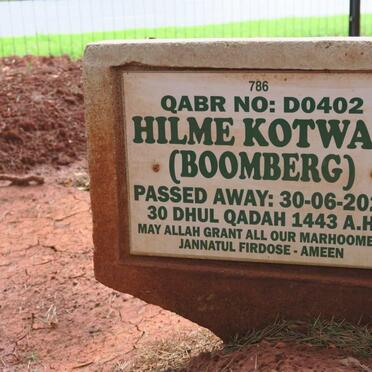 786
QABR NO: D0402
HILME KOTWA
(BOOMBERG)
PASSED AWAY: 30-06-20
30 DHUL QADAH 1443 A.H
MAY ALLAH GRANT ALL OUR MARHOOME
JANNATUL FIRDOSE - AMEEN